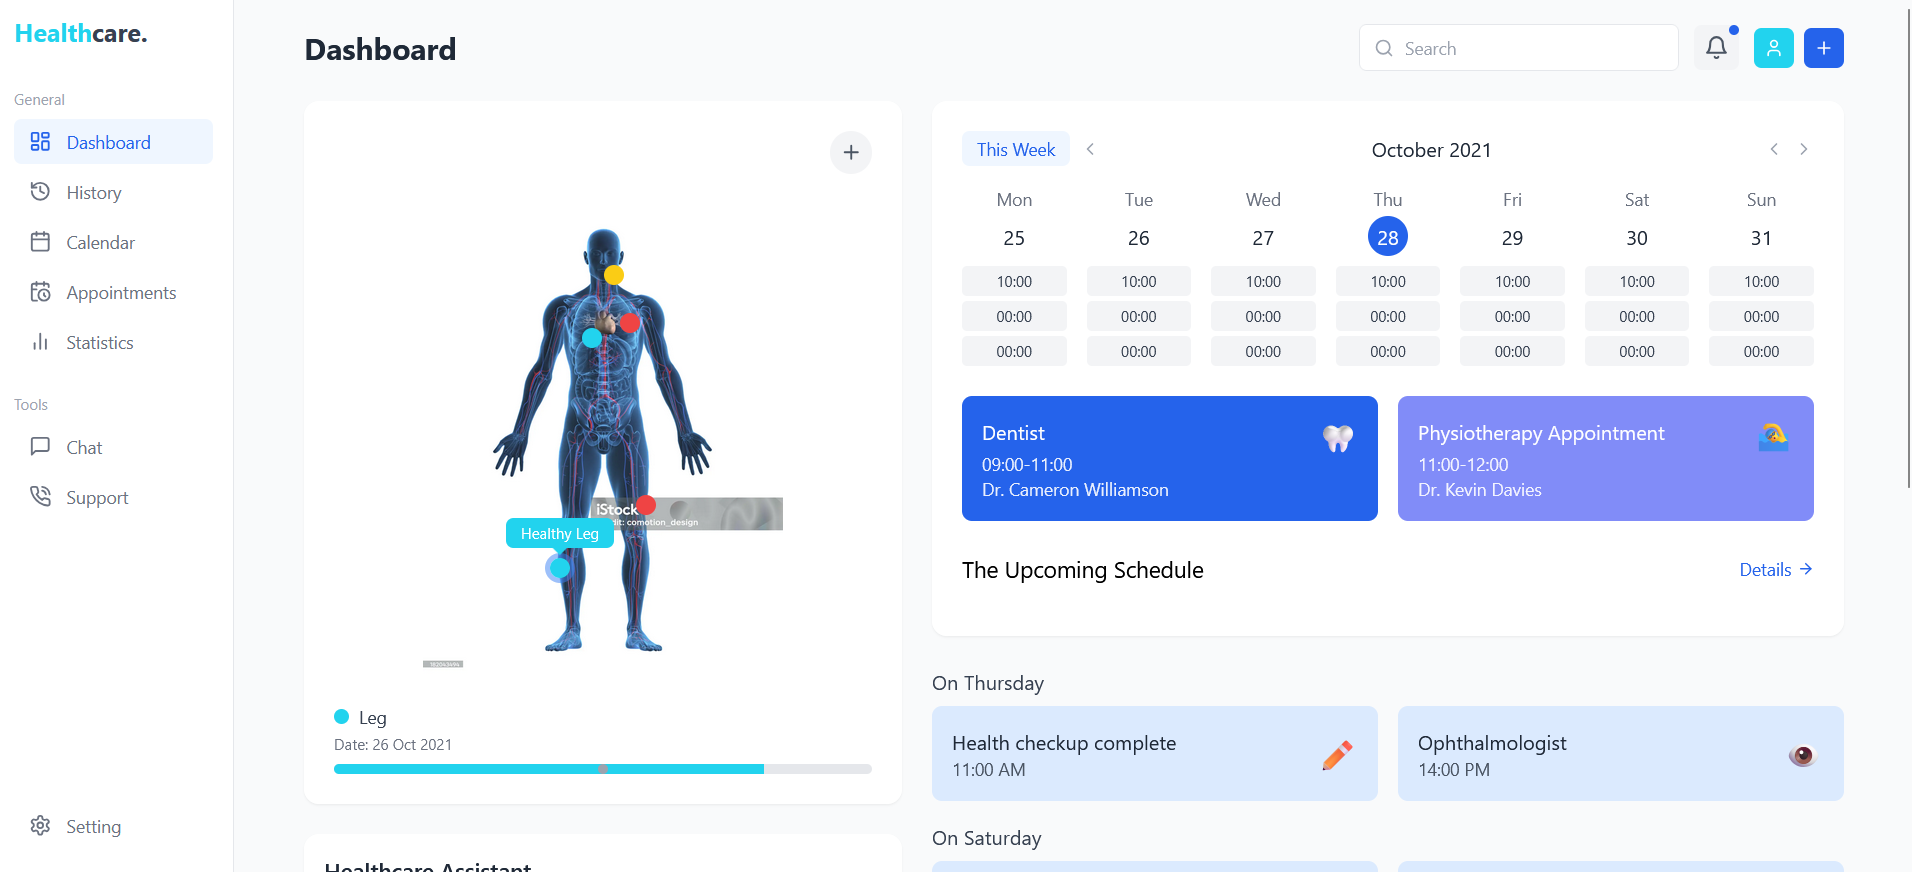 Healthcare.
General
Dashboard
History
Calendar
Appointments
Statistics
Tools
Chat
Support
Setting
Dashboard
Search
iStock
dit: comotion_design
Healthy Leg
Leg
Date: 26 Oct 2021
Healthcare Assistant
This Week
October 2021
Mon Tue Wed Thu Fri Sat Sun
25 26 27 28 29 30 31
10:00 10:00 10:00 10:00 10:00 10:00 10:00
00:00 00:00 00:00 00:00 00:00 00:00 00:00
00:00 00:00 00:00 00:00 00:00 00:00 00:00
Dentist
09:00-11:00
Dr. Cameron Williamson
Physiotherapy Appointment
11:00-12:00
Dr. Kevin Davies
The Upcoming Schedule
Details
On Thursday
Health checkup complete
11:00 AM
Ophthalmologist
14:00 PM
On Saturday